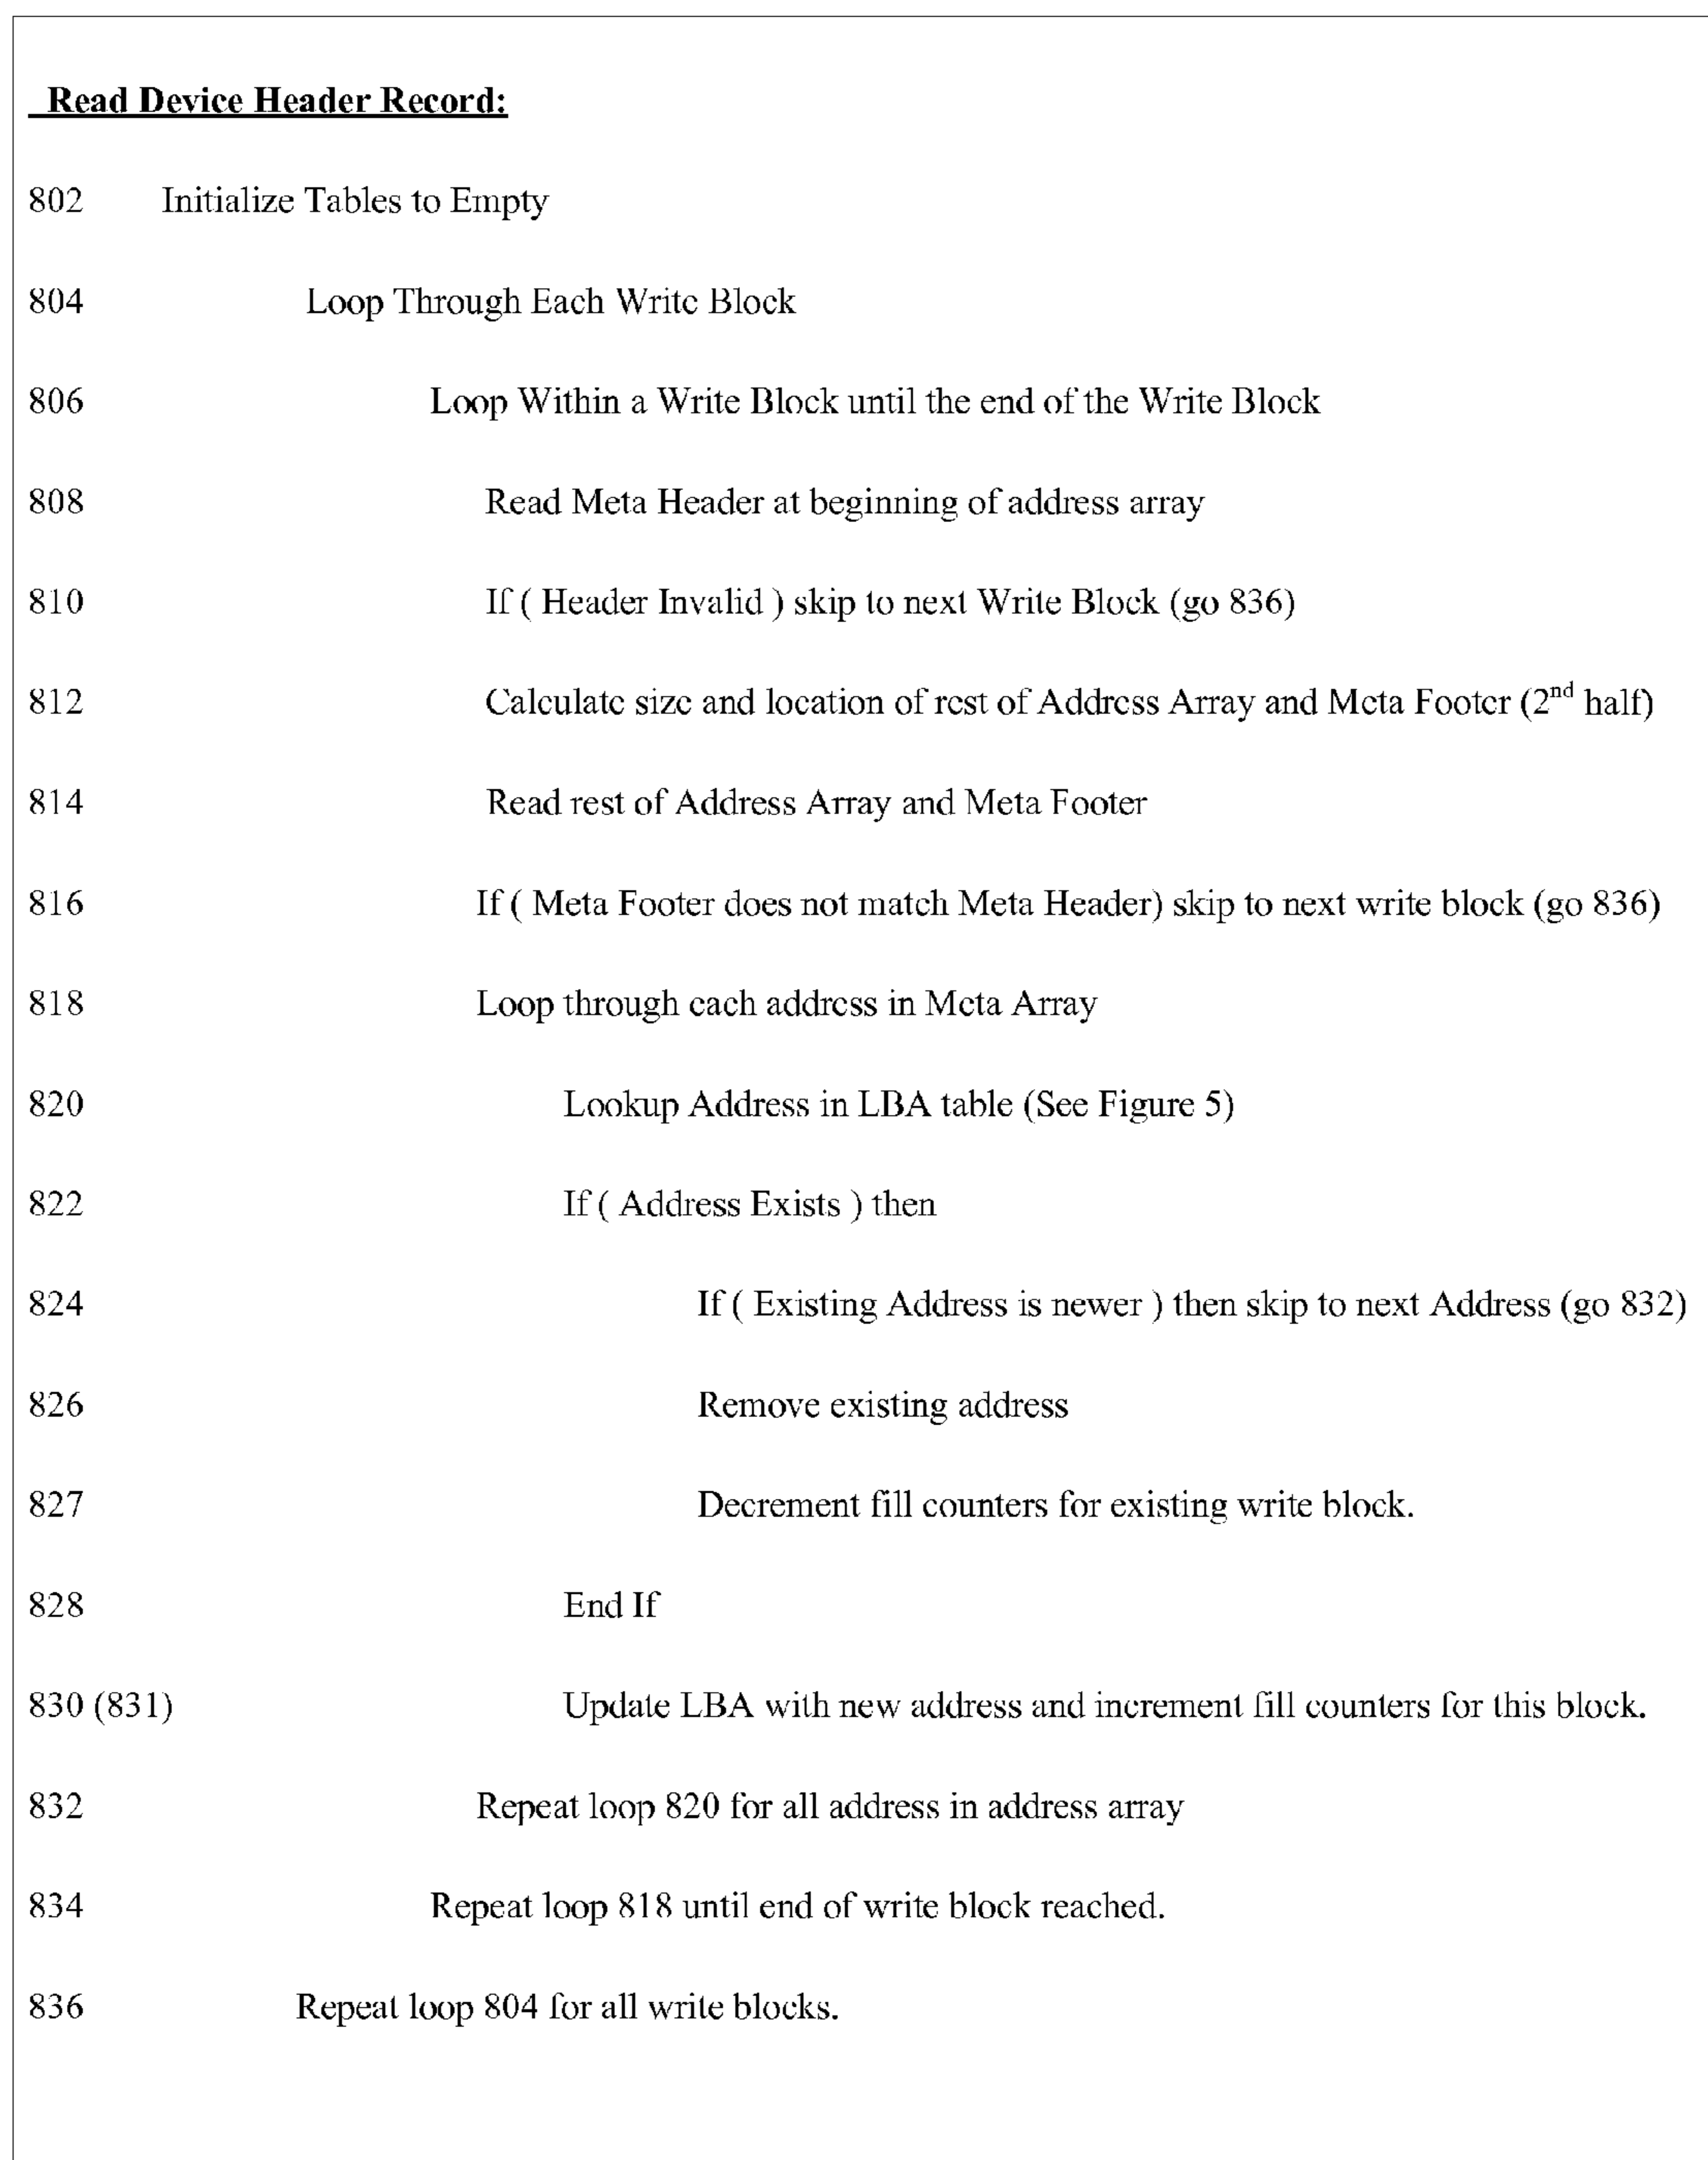 Read Device Header Record:
802 Initialize Tables to Empty
804 Loop Through Each Write Block
806 Loop Within a Write Block until the end of the Write Block
808 Read Meta Header at beginning of address array
810 If ( Header Invalid ) skip to next Write Block (go 836)
812 Calculate size and location of rest of Address Array and Meta Footer (2nd half)
814 Read rest of Address Array and Meta Footer
816 If ( Meta Footer does not match Meta Header) skip to next write block (go 836)
818 Loop through each address in Meta Array
820 Lookup Address in LBA table (See Figure 5)
822 If ( Address Exists ) then
824 If ( Existing Address is newer ) then skip to next Address (go 832)
826 Remove existing address
827 Decrement fill counters for existing write block.
828 End If
830 (831) Update LBA with new address and increment fill counters for this block.
832 Repeat loop 820 for all address in address array
834 Repeat loop 818 until end of write block reached.
836 Repeat loop 804 for all write blocks.